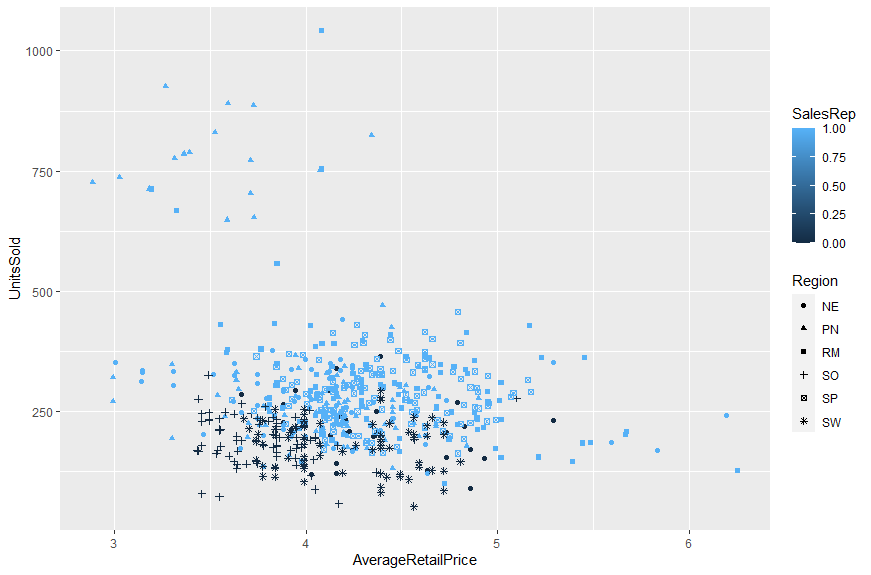 UnitsSold
1000
750
500
250
3 4 5 6
AverageRetailPrice
SalesRep
1.00
0.75
0.50
0.25
0.00
Region
NE
PN
RM
SO
SP
SW